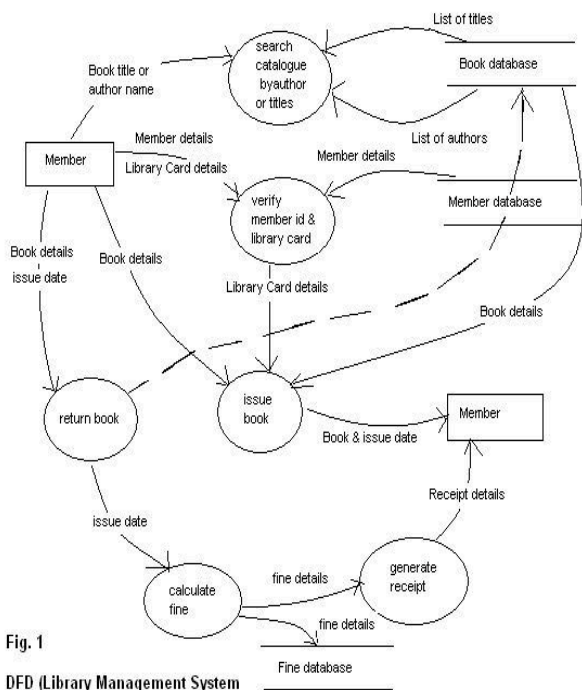 List of titles
search
catalogue
byauthor
or titles
Book database
Book title or
author name
List of authors
Member details
Library Card details
Member
Member details
verify
member id &
library card
Member database
Book details
issue date
Book details
Library Card details
Book details
return book
issue
book
Member
Book & issue date
Receipt details
issue date
calculate
fine
fine details
generate
receipt
fine details
Fig. 1
Fine database
DFD (Library Management System